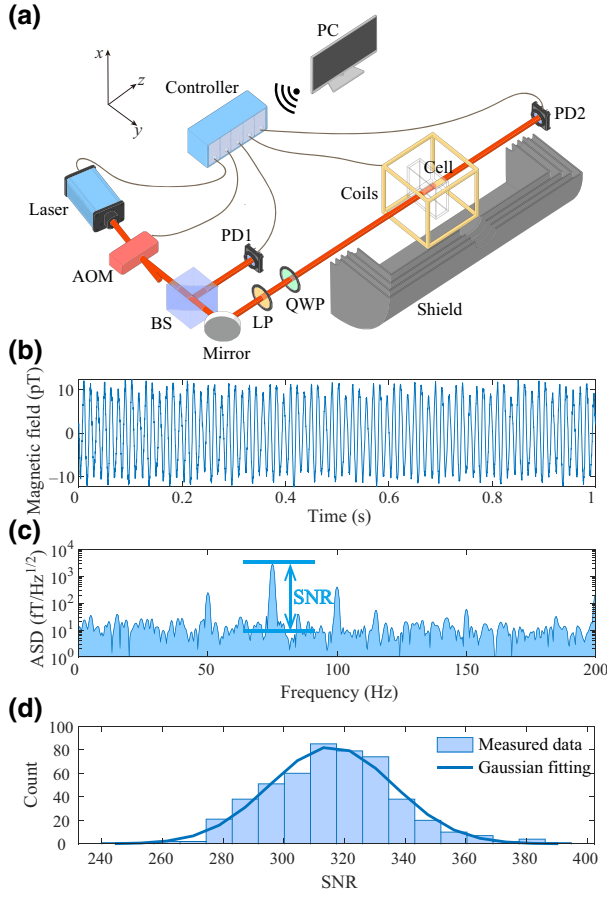 (a)
PC
x
z
y
Controller
PD2
Cell
Coils
Laser
PD1
AOM
QWP
Shield
BS
LP
Mirror
(b)
Magnetic field (pT)
10
0
−10
0 0.2 0.4 0.6 0.8 1
Time (s)
(c)
ASD (fT/Hz^1/2)
10^4
10^3
10^2
10^1
10^0
SNR
50 100 150 200
Frequency (Hz)
(d)
Count
100
80
60
40
20
0
Measured data
Gaussian fitting
240 260 280 300 320 340 360 380 400
SNR